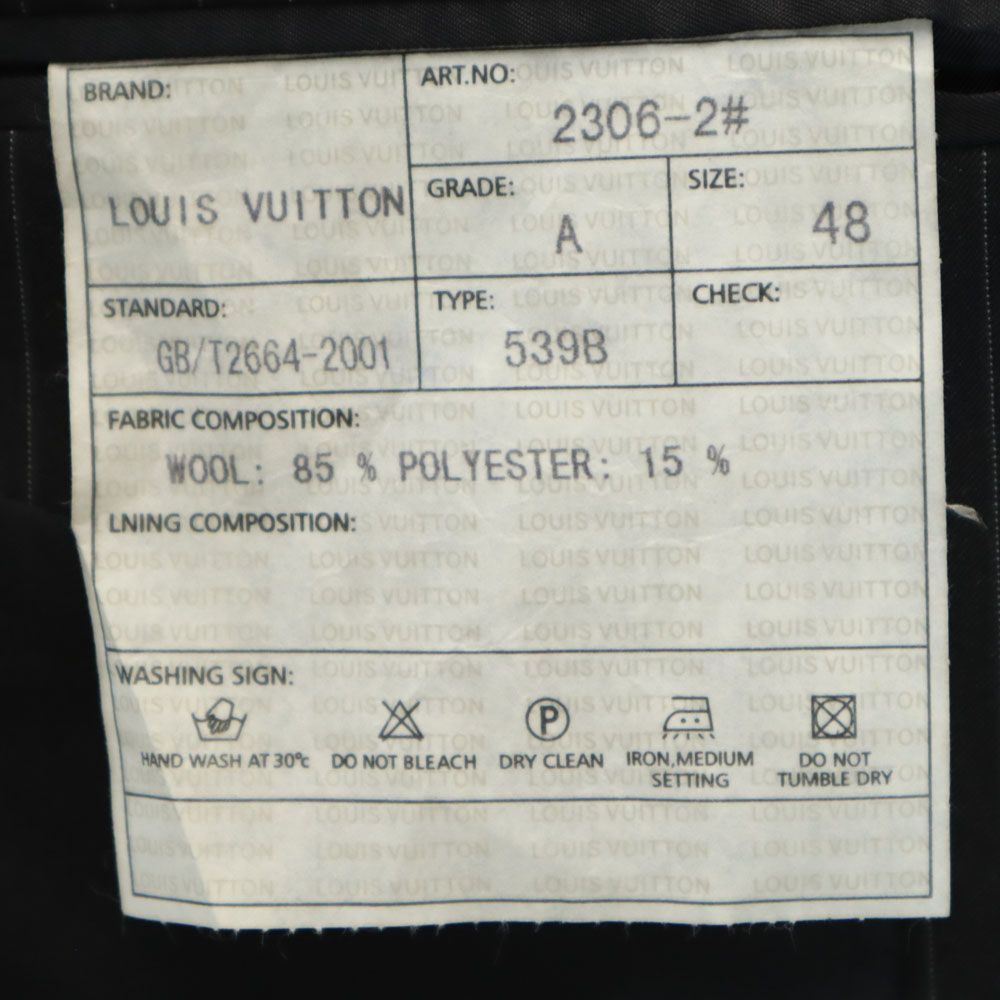 BRAND:
LOUIS VUITTON
ART.NO:
2306-2#
GRADE:
A
SIZE:
48
STANDARD:
GB/T2664-2001
TYPE:
539B
CHECK:
FABRIC COMPOSITION:
WOOL: 85 % POLYESTER: 15 %
LNING COMPOSITION:
WASHING SIGN:
P
HAND WASH AT 30°c
DO NOT BLEACH
DRY CLEAN
IRON,MEDIUM
SETTING
DO NOT
TUMBLE DRY